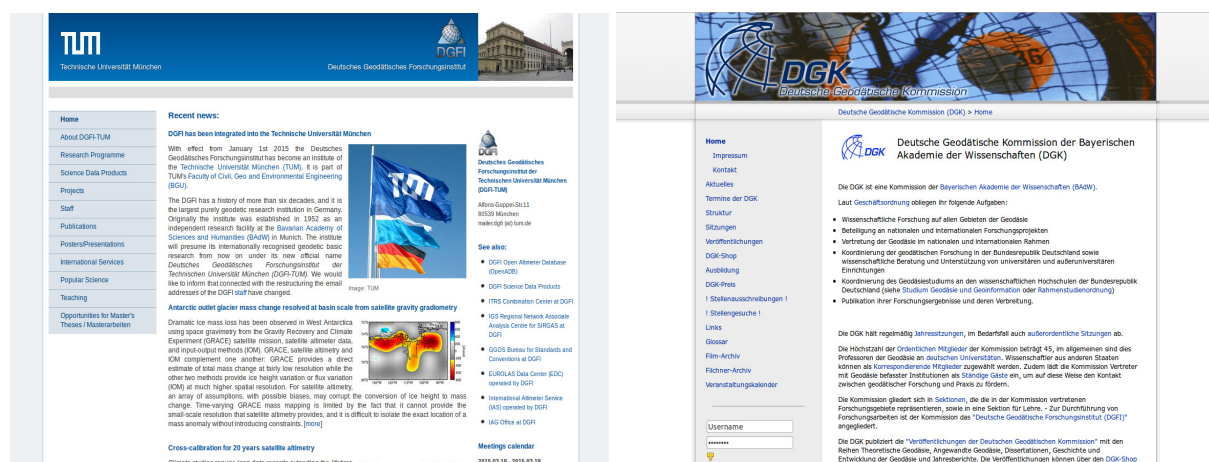 TUM
Technische Universität München
DGFI
Deutsches Geodätisches Forschungsinstitut
Home
About DGFI-TUM
Research Programme
Science Data Products
Projects
Staff
Publications
Posters/Presentations
International Services
Popular Science
Teaching
Opportunities for Master's
Theses / Masterarbeiten
Recent news:
DGFI has been integrated into the Technische Universität München
With effect from January 1st 2015 the Deutsches
Geodätisches Forschungsinstitut has become an institute of
the Technische Universität München (TUM). It is part of
TUM's Faculty of Civil, Geo and Environmental Engineering
(BGU).
The DGFI has a history of more than six decades, and it is
the largest purely geodetic research institution in Germany.
Originally the institute was established in 1952 as an
independent research facility at the Bavarian Academy of
Sciences and Humanities (BAdW) in Munich. The institute
will presume its internationally recognised geodetic basic
research from now on under its new official name
Deutsches Geodätisches Forschungsinstitut der
Technischen Universität München (DGFI-TUM). We would
like to inform that connected with the restructuring the email
addresses of the DGFI staff have changed.
Image: TUM
Antarctic outlet glacier mass change resolved at basin scale from satellite gravity gradiometry
Dramatic ice mass loss has been observed in West Antarctica
using space gravimetry from the Gravity Recovery and Climate
Experiment (GRACE) satellite mission, satellite altimeter data,
and input-output methods (IOM). GRACE, satellite altimetry and
IOM complement one another: GRACE provides a direct
estimate of total mass change at fairly low resolution while the
other two methods provide ice height variation or flux variation
(IOM) at much higher spatial resolution. For satellite altimetry,
an array of assumptions, with possible biases, may corrupt the conversion of ice height to mass
change. Time-varying GRACE mass mapping is limited by the fact that it cannot provide the
small-scale resolution that satellite altimetry provides, and it is difficult to isolate the exact location of a
mass anomaly without introducing constraints. [more]
Cross-calibration for 20 years satellite altimetry
DGFI
Deutsches Geodätisches
Forschungsinstitut der
Technischen Universität München
(DGFI-TUM)
Alfons-Goppel-Str.11
80539 München
mailer.dgfi (at) tum.de
See also:
DGFI Open Altimeter Database
(OpenADB)
DGFI Science Data Products
ITRS Combination Center at DGFI
IGS Regional Network Associate
Analysis Centre for SIRGAS at
DGFI
GGOS Bureau for Standards and
Conventions at DGFI
EUROLAS Data Center (EDC)
operated by DGFI
International Altimeter Service
(IAS) operated by DGFI
IAG Office at DGFI
Meetings calendar
2015-03-18 - 2015-03-19
DGK
Deutsche Geodätische Kommission
Deutsche Geodätische Kommission (DGK) > Home
Home
Impressum
Kontakt
Aktuelles
Termine der DGK
Struktur
Sitzungen
Veröffentlichungen
DGK-Shop
Ausbildung
DGK-Preis
! Stellenausschreibungen !
! Stellengesuche !
Links
Glossar
Film-Archiv
Filchner-Archiv
Veranstaltungskalender
Username
••••••••
DGK
Deutsche Geodätische Kommission der Bayerischen
Akademie der Wissenschaften (DGK)
Die DGK ist eine Kommission der Bayerischen Akademie der Wissenschaften (BAdW).
Laut Geschäftsordnung obliegen ihr folgende Aufgaben:
Wissenschaftliche Forschung auf allen Gebieten der Geodäsie
Beteiligung an nationalen und internationalen Forschungsprojekten
Vertretung der Geodäsie im nationalen und internationalen Rahmen
Koordinierung der geodätischen Forschung in der Bundesrepublik Deutschland sowie
wissenschaftliche Beratung und Unterstützung von universitären und außeruniversitären
Einrichtungen
Koordinierung des Geodäsiestudiums an den wissenschaftlichen Hochschulen der Bundesrepublik
Deutschland (siehe Studium Geodäsie und Geoinformation oder Rahmenstudienordnung)
Publikation ihrer Forschungsergebnisse und deren Verbreitung.
Die DGK hält regelmäßig Jahressitzungen, im Bedarfsfall auch außerordentliche Sitzungen ab.
Die Höchstzahl der Ordentlichen Mitglieder der Kommission beträgt 45, im allgemeinen sind dies
Professoren der Geodäsie an deutschen Universitäten. Wissenschaftler aus anderen Staaten
können als Korrespondierende Mitglieder zugewählt werden. Zudem lädt die Kommission Vertreter
mit Geodäsie befasster Institutionen als Ständige Gäste ein, um auf diese Weise den Kontakt
zwischen geodätischer Forschung und Praxis zu fördern.
Die Kommission gliedert sich in Sektionen, die die in der Kommission vertretenen
Forschungsgebiete repräsentieren, sowie in eine Sektion für Lehre. - Zur Durchführung von
Forschungsarbeiten ist der Kommission das "Deutsche Geodätische Forschungsinstitut (DGFI)"
angegliedert.
Die DGK publiziert die "Veröffentlichungen der Deutschen Geodätischen Kommission" mit den
Reihen Theoretische Geodäsie, Angewandte Geodäsie, Dissertationen, Geschichte und
Entwicklung der Geodäsie und Jahresberichte. Die Veröffentlichungen können über den DGK-Shop